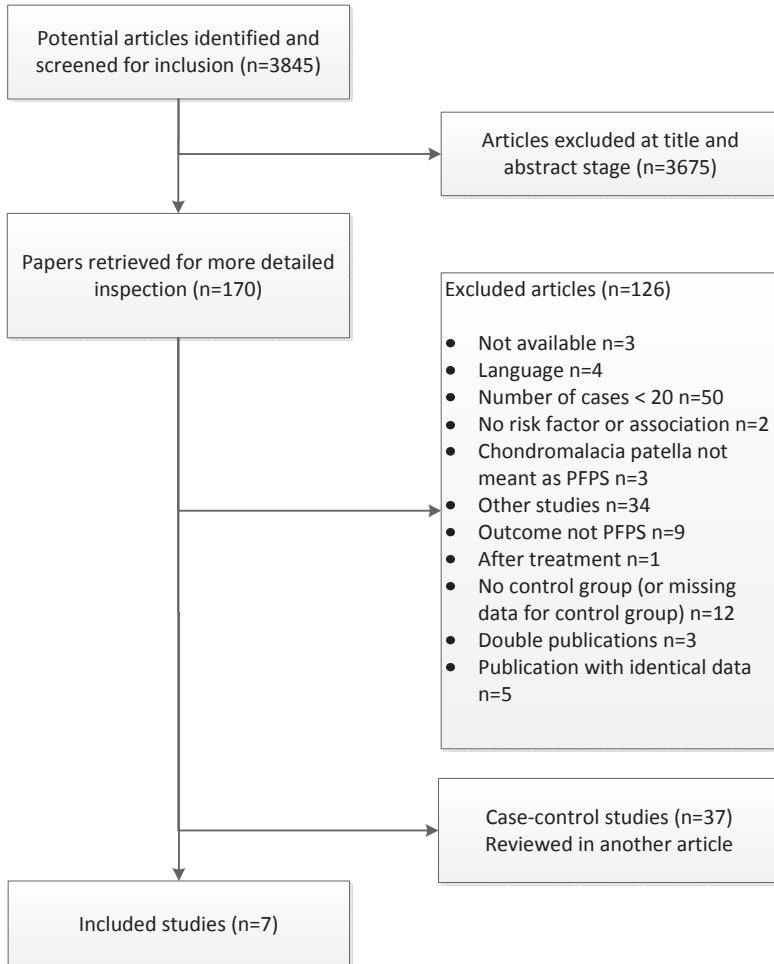 Potential articles identified and
screened for inclusion (n=3845)
Articles excluded at title and
abstract stage (n=3675)
Papers retrieved for more detailed
inspection (n=170)
Excluded articles (n=126)
• Not available n=3
• Language n=4
• Number of cases < 20 n=50
• No risk factor or association n=2
• Chondromalacia patella not
meant as PFPS n=3
• Other studies n=34
• Outcome not PFPS n=9
• After treatment n=1
• No control group (or missing
data for control group) n=12
• Double publications n=3
• Publication with identical data
n=5
Case-control studies (n=37)
Reviewed in another article
Included studies (n=7)